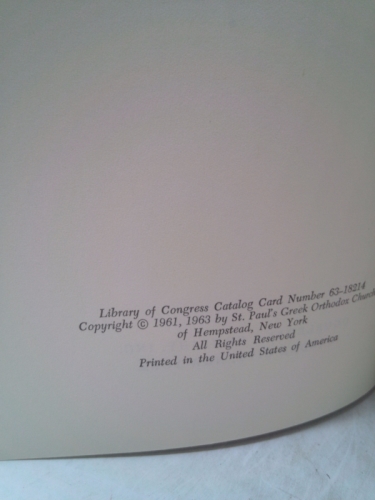 Library of Congress Catalog Card Number 63-18214
Copyright © 1961, 1963 by St. Paul's Greek Orthodox Church
of Hempstead, New York
All Rights Reserved
Printed in the United States of America